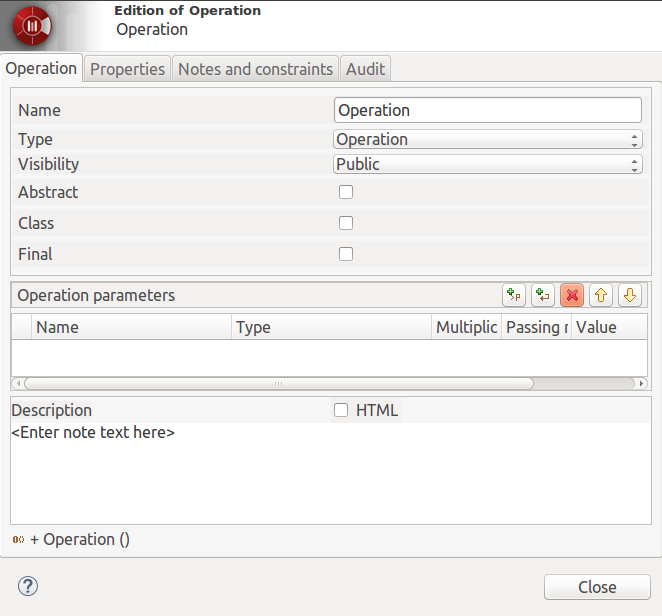 Edition of Operation
Operation
Operation Properties Notes and constraints Audit
Name Operation
Type Operation
Visibility Public
Abstract
Class
Final
Operation parameters
Name Type Multiplic Passing r Value
Description HTML
<Enter note text here>
+ Operation ()
Close